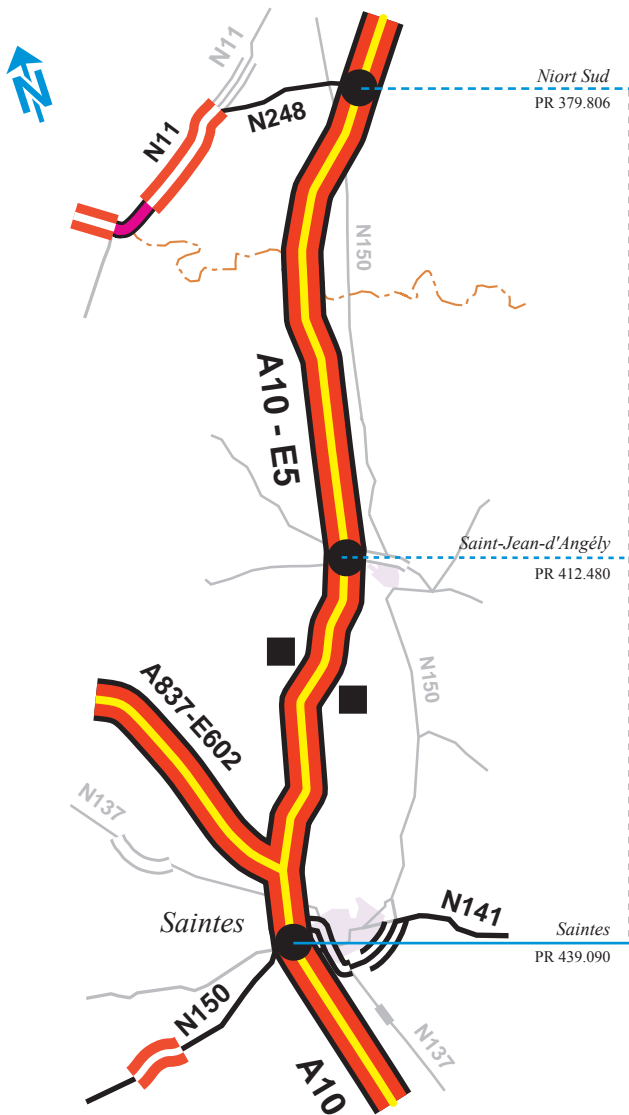 N11
N
Niort Sud
PR 379.806
N248
N11
N150
A10 - E5
Saint-Jean-d'Angély
PR 412.480
N150
A837-E602
N137
N141
Saintes
Saintes
PR 439.090
N150
N137
A10